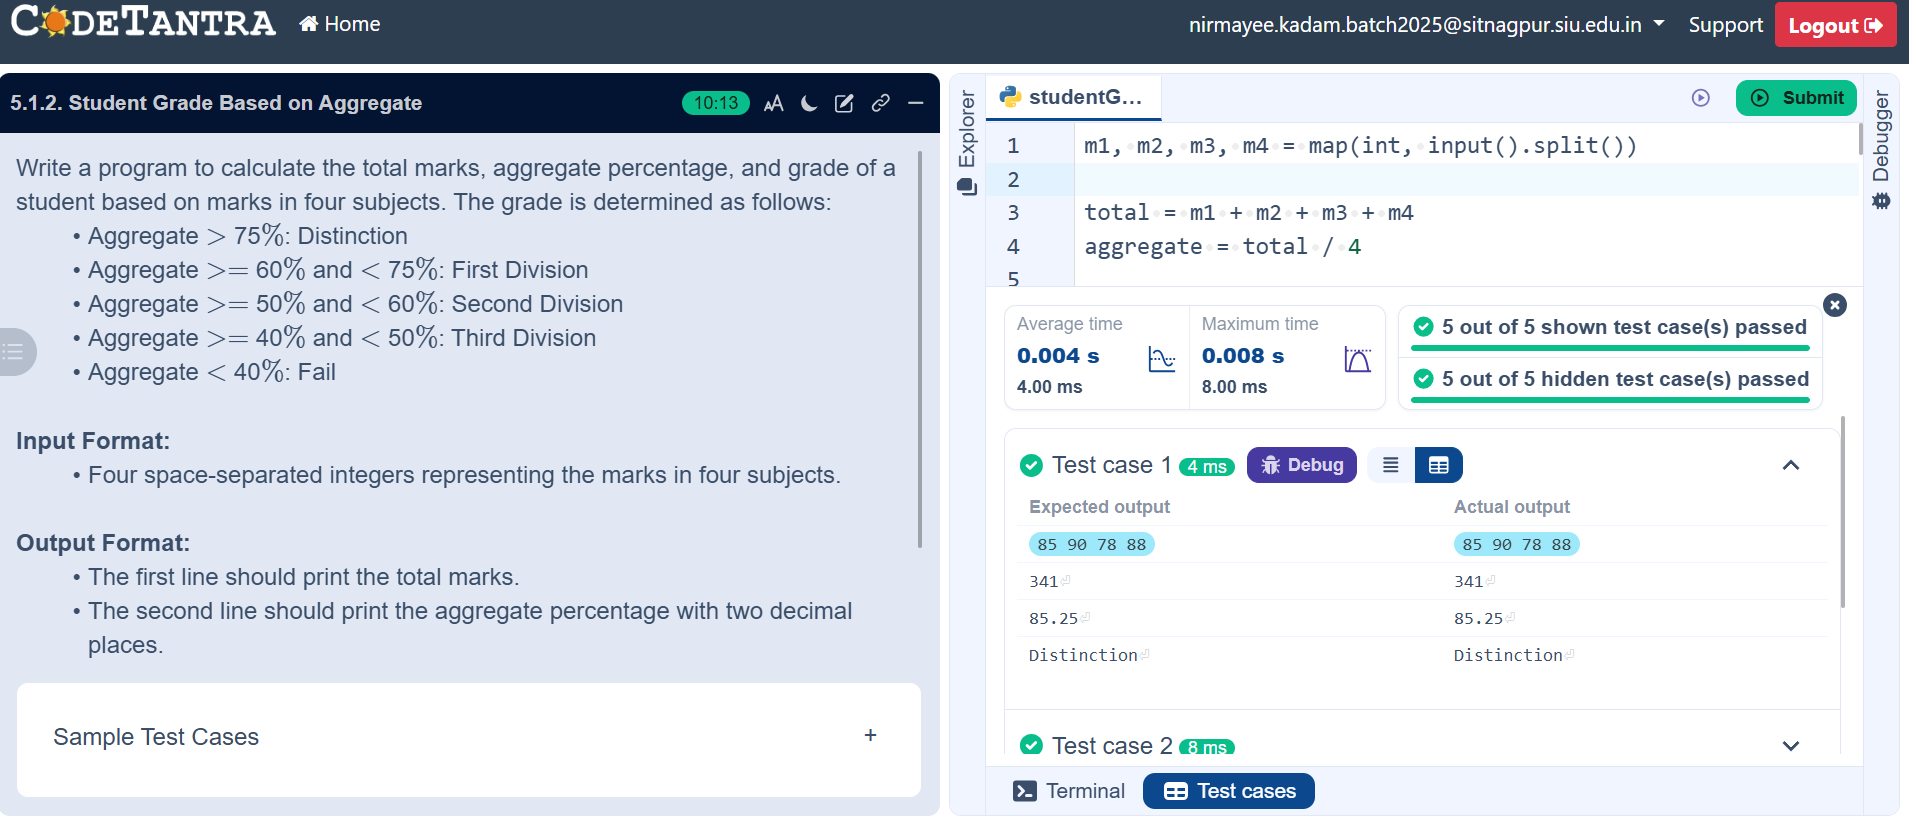 CODETANTRA
Home
nirmayee.kadam.batch2025@sitnagpur.siu.edu.in
Support
Logout
5.1.2. Student Grade Based on Aggregate
10:13
Write a program to calculate the total marks, aggregate percentage, and grade of a
student based on marks in four subjects. The grade is determined as follows:
• Aggregate > 75%: Distinction
• Aggregate >= 60% and < 75%: First Division
• Aggregate >= 50% and < 60%: Second Division
• Aggregate >= 40% and < 50%: Third Division
• Aggregate < 40%: Fail
Input Format:
• Four space-separated integers representing the marks in four subjects.
Output Format:
• The first line should print the total marks.
• The second line should print the aggregate percentage with two decimal
places.
Sample Test Cases
+
Explorer
studentG...
Submit
Debugger
1 m1, m2, m3, m4 = map(int, input().split())
2
3 total = m1 + m2 + m3 + m4
4 aggregate = total / 4
5
Average time
0.004 s
4.00 ms
Maximum time
0.008 s
8.00 ms
5 out of 5 shown test case(s) passed
5 out of 5 hidden test case(s) passed
Test case 1 4 ms Debug
Expected output Actual output
85 90 78 88 85 90 78 88
341 341
85.25 85.25
Distinction Distinction
Test case 2 8 ms
Terminal Test cases